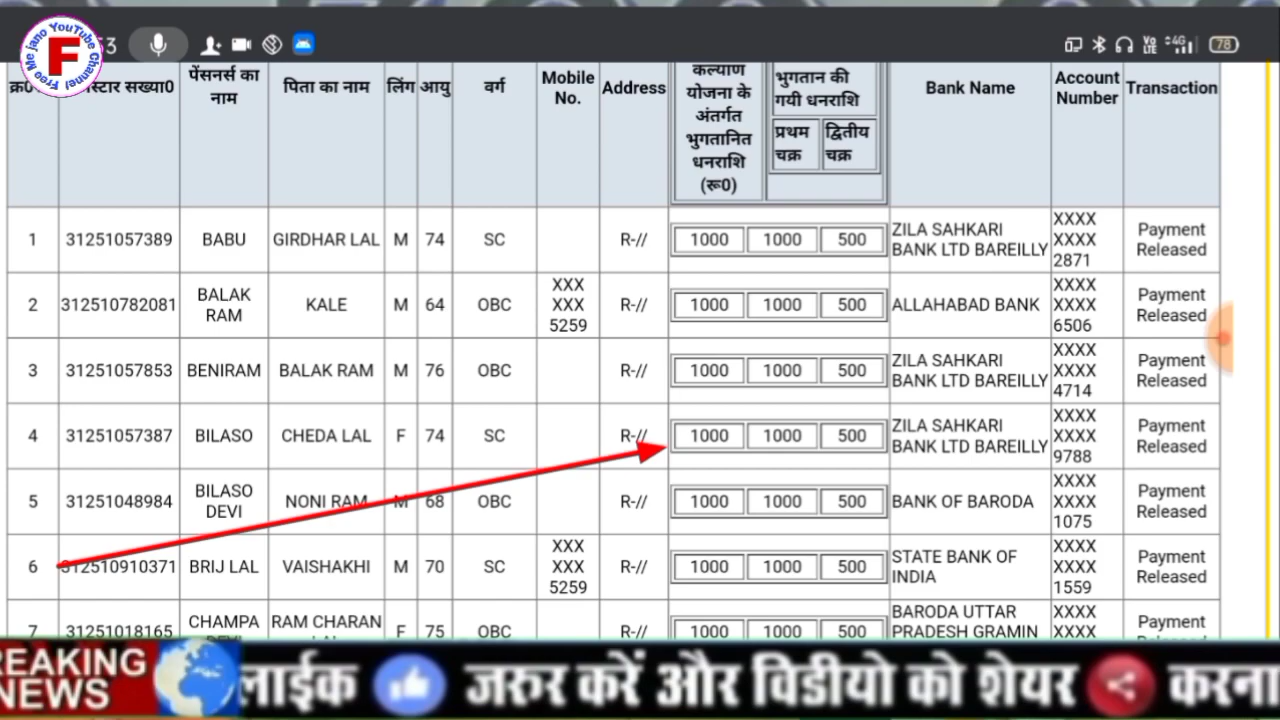 Free Me jano YouTube Channel
F
53
Vo
LTE
4G
78
क्र0
स्टार सख्या0
पेंसनर्स का
नाम
पिता का नाम
लिंग
आयु
वर्ग
Mobile
No.
Address
कल्याण
योजना के
अंतर्गत
भुगतानित
धनराशि
(रू0)
भुगतान की
गयी धनराशि
प्रथम
चक्र
द्वितीय
चक्र
Bank Name
Account
Number
Transaction
1 31251057389 BABU GIRDHAR LAL M 74 SC R-// 1000 1000 500
ZILA SAHKARI
BANK LTD BAREILLY
XXXX
XXXX
2871
Payment
Released
2 312510782081
BALAK
RAM
KALE M 64 OBC
XXX
XXX
5259
R-// 1000 1000 500 ALLAHABAD BANK
XXXX
XXXX
6506
Payment
Released
3 31251057853 BENIRAM BALAK RAM M 76 OBC R-// 1000 1000 500
ZILA SAHKARI
BANK LTD BAREILLY
XXXX
XXXX
4714
Payment
Released
4 31251057387 BILASO CHEDA LAL F 74 SC R-// 1000 1000 500
ZILA SAHKARI
BANK LTD BAREILLY
XXXX
XXXX
9788
Payment
Released
5 31251048984
BILASO
DEVI
NONI RAM M 68 OBC R-// 1000 1000 500 BANK OF BARODA
XXXX
XXXX
1075
Payment
Released
6 312510910371 BRIJ LAL VAISHAKHI M 70 SC
XXX
XXX
5259
R-// 1000 1000 500
STATE BANK OF
INDIA
XXXX
XXXX
1559
Payment
Released
7 31251018165
CHAMPA
RAM CHARAN
F 75 OBC R-// 1000 1000 500
BARODA UTTAR
PRADESH GRAMIN
XXXX
XXXX
Payment
REAKING
NEWS
लाईक जरुर करें और विडीयो को शेयर करना